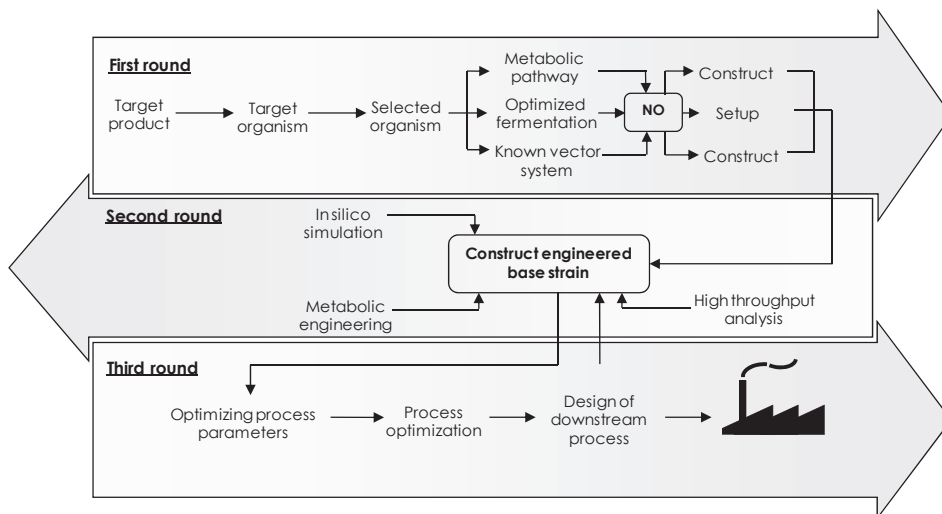 First round
Target
product
Target
organism
Selected
organism
Metabolic
pathway
Optimized
fermentation
Known vector
system
NO
Construct
Setup
Construct
Second round
In silico
simulation
Construct engineered
base strain
Metabolic
engineering
High throughput
analysis
Third round
Optimizing process
parameters
Process
optimization
Design of
downstream
process